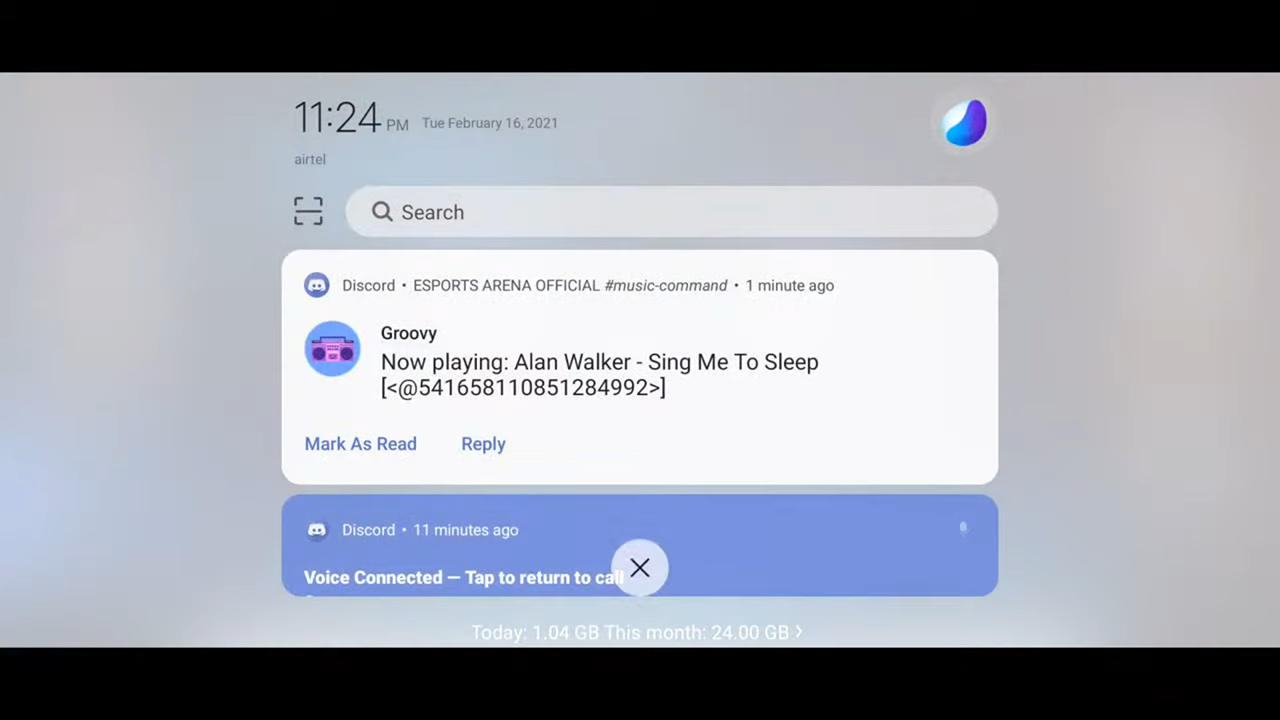 11:24 PM Tue February 16, 2021
airtel
Search
Discord • ESPORTS ARENA OFFICIAL #music-command • 1 minute ago
Groovy
Now playing: Alan Walker - Sing Me To Sleep
[<@541658110851284992>]
Mark As Read Reply
Discord • 11 minutes ago
Voice Connected — Tap to return to call
Today: 1.04 GB This month: 24.00 GB >